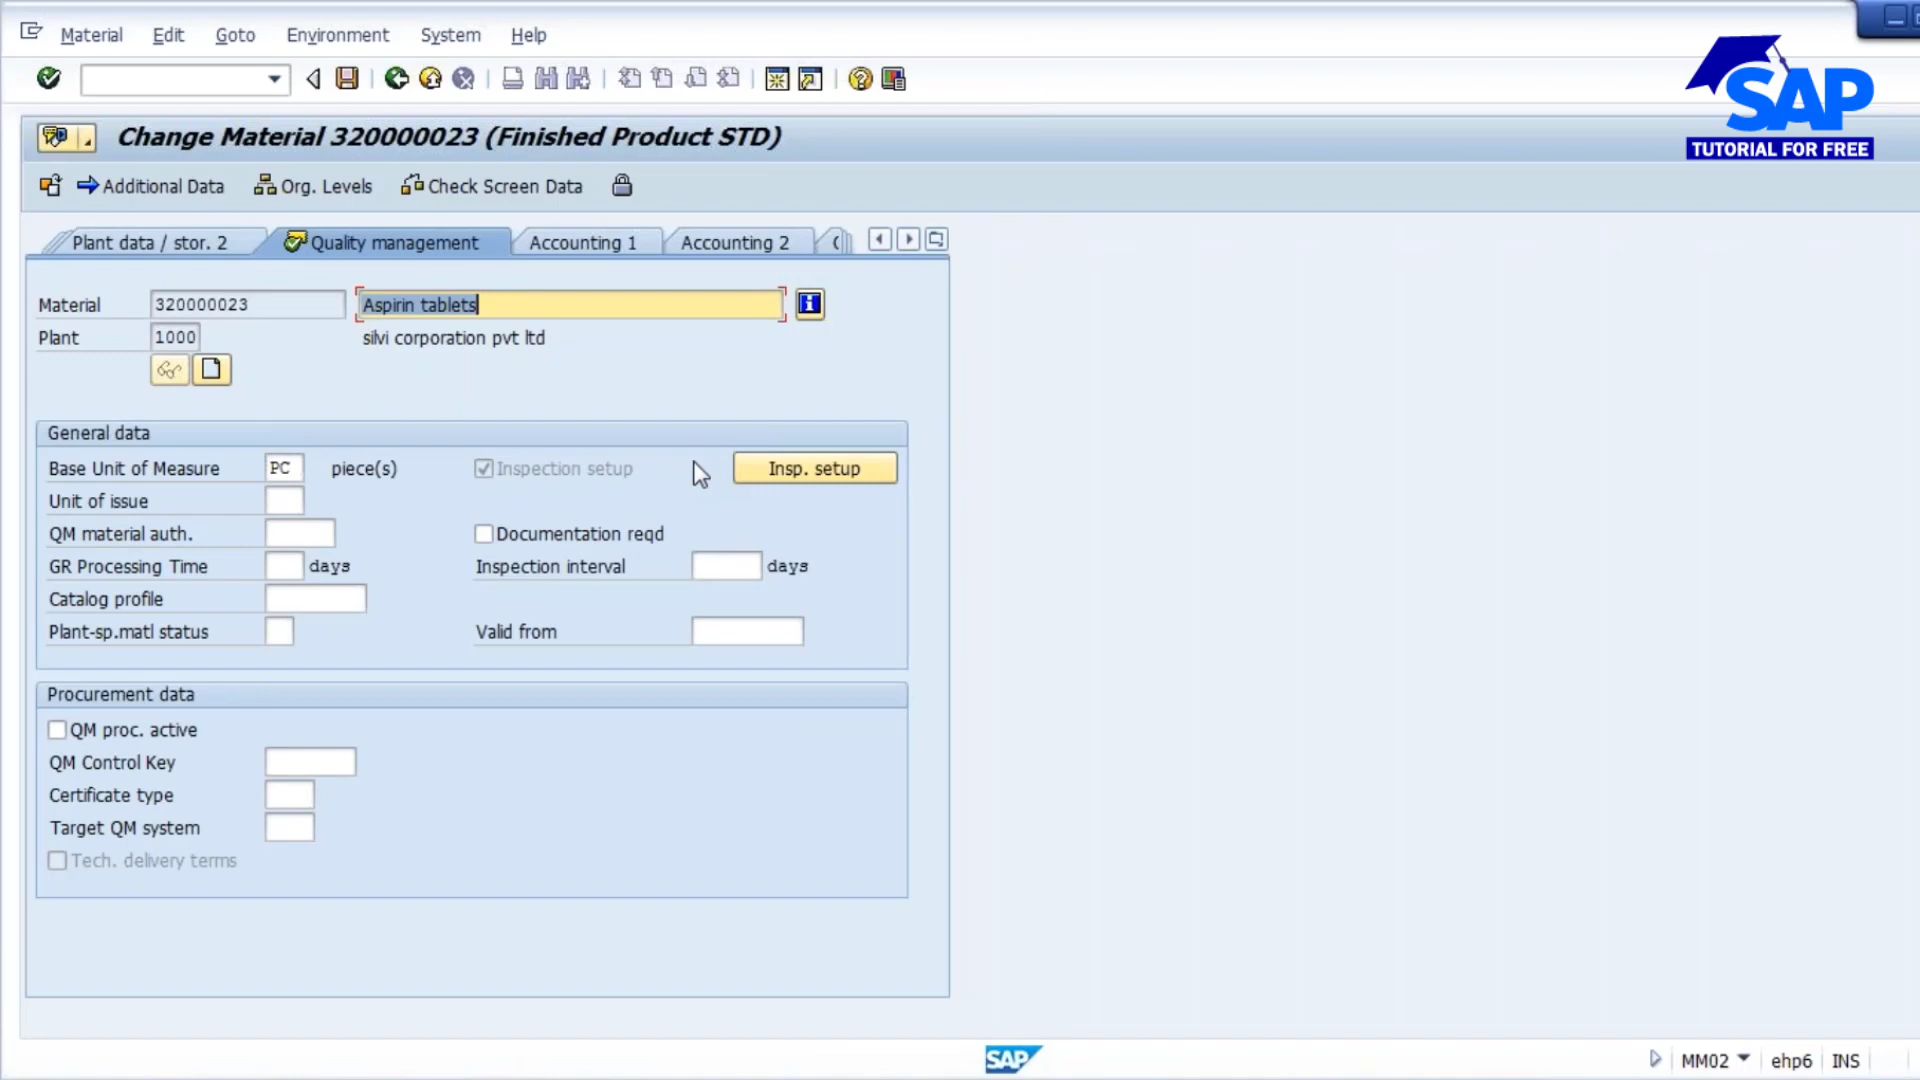 Material Edit Goto Environment System Help
SAP
TUTORIAL FOR FREE
Change Material 320000023 (Finished Product STD)
Additional Data Org. Levels Check Screen Data
Plant data / stor. 2 Quality management Accounting 1 Accounting 2
Material 320000023 Aspirin tablets
Plant 1000 silvi corporation pvt ltd
General data
Base Unit of Measure PC piece(s) Inspection setup Insp. setup
Unit of issue
QM material auth. Documentation reqd
GR Processing Time days Inspection interval days
Catalog profile
Plant-sp.matl status Valid from
Procurement data
QM proc. active
QM Control Key
Certificate type
Target QM system
Tech. delivery terms
SAP
MM02 ehp6 INS